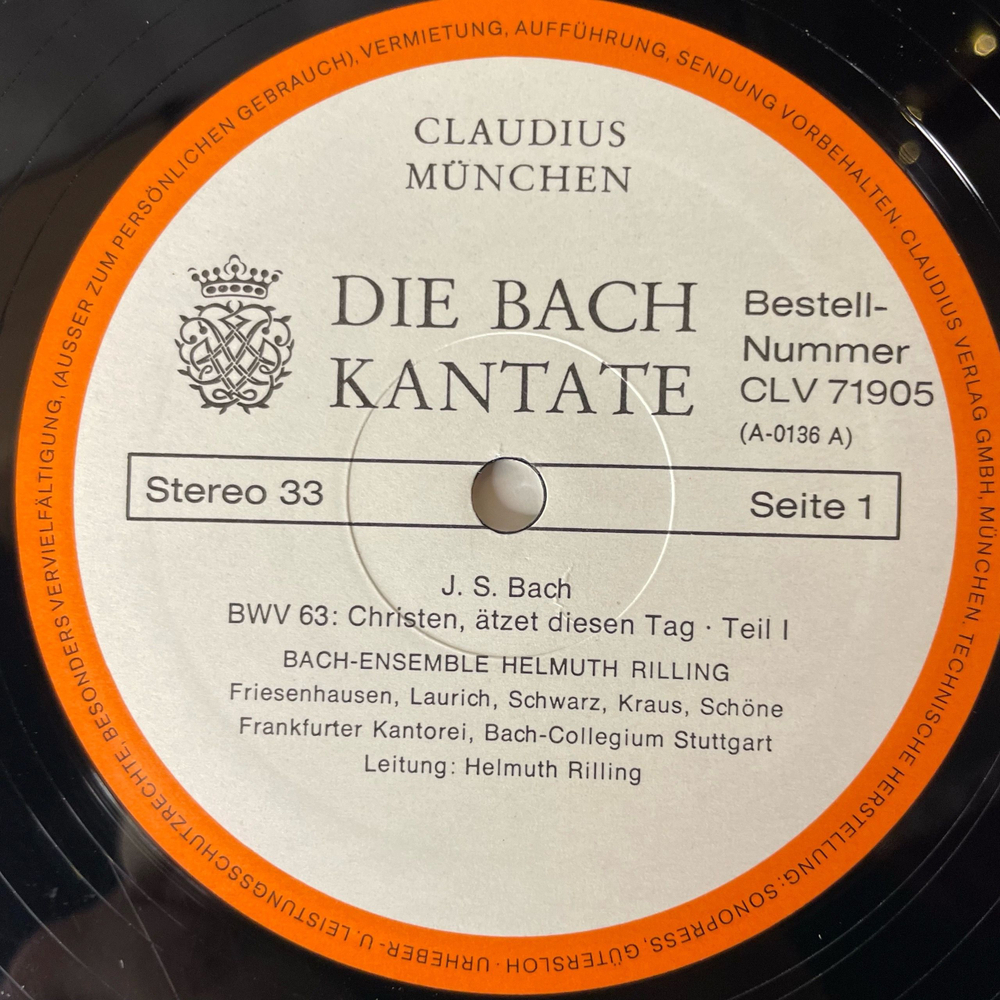 CLAUDIUS
MÜNCHEN
DIE BACH
KANTATE
Bestell-
Nummer
CLV 71905
(A-0136 A)
Stereo 33
Seite 1
J. S. Bach
BWV 63: Christen, ätzet diesen Tag · Teil I
BACH-ENSEMBLE HELMUTH RILLING
Friesenhausen, Laurich, Schwarz, Kraus, Schöne
Frankfurter Kantorei, Bach-Collegium Stuttgart
Leitung: Helmuth Rilling
URHEBER- U. LEISTUNGSSCHUTZRECHTE, BESONDERS VERVIELFÄLTIGUNG, (AUSSER ZUM PERSÖNLICHEN GEBRAUCH), VERMIETUNG, AUFFÜHRUNG, SENDUNG VORBEHALTEN. CLAUDIUS VERLAG GMBH, MÜNCHEN. TECHNISCHE HERSTELLUNG: SONOPRESS, GÜTERSLOH ·